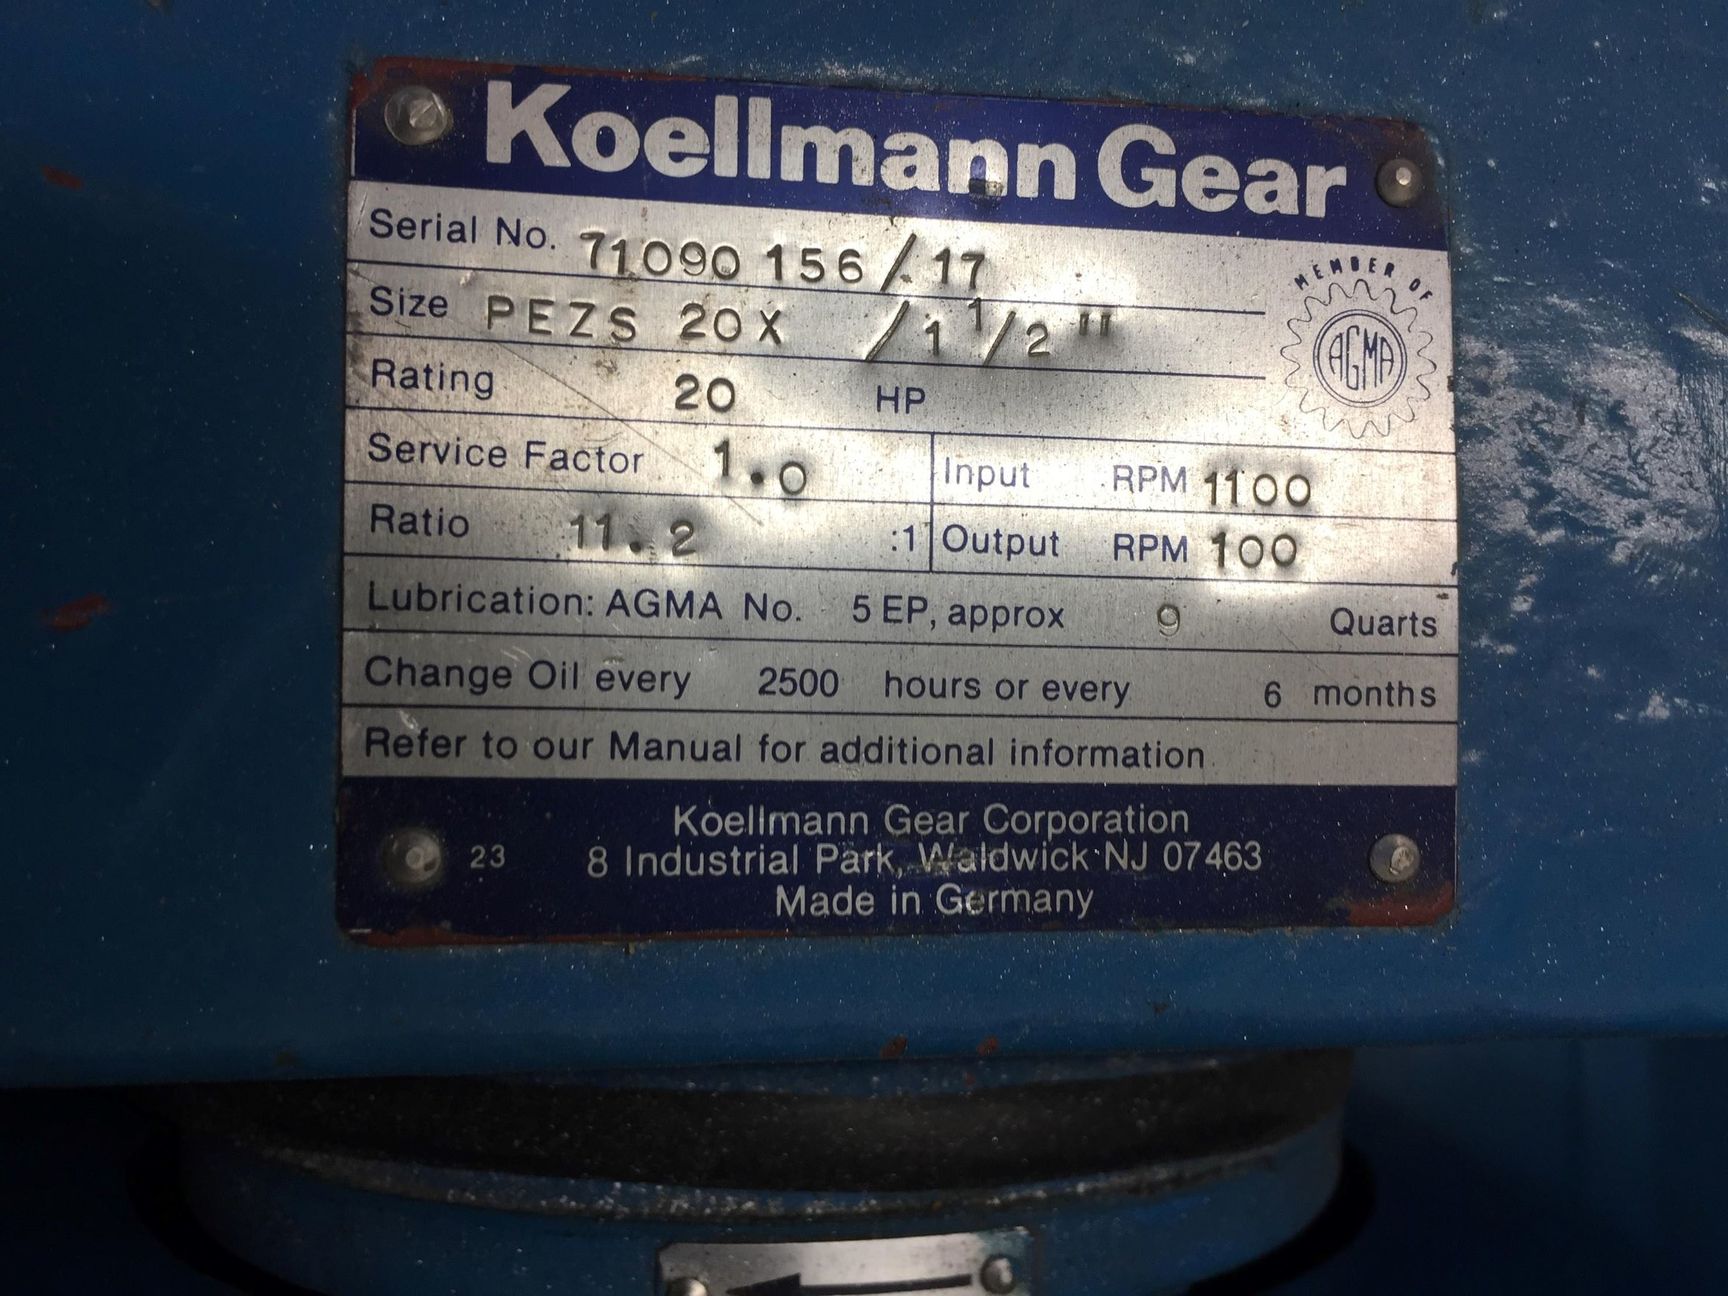 Koellmann Gear
Serial No. 71090 156/17
Size PEZS 20X /1 1/2"
MEMBER OF
AGMA
Rating 20 HP
Service Factor 1.0 Input RPM 1100
Ratio 11.2 :1 Output RPM 100
Lubrication: AGMA No. 5 EP, approx 9 Quarts
Change Oil every 2500 hours or every 6 months
Refer to our Manual for additional information
Koellmann Gear Corporation
23 8 Industrial Park, Waldwick NJ 07463
Made in Germany